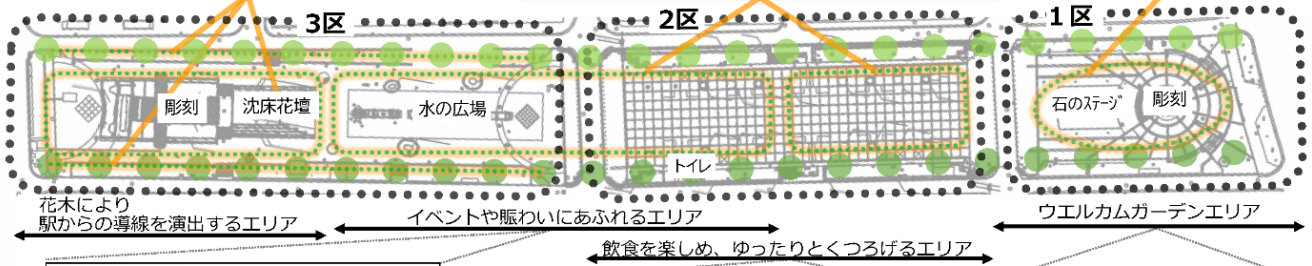 3区
2区
1区
彫刻
沈床花壇
水の広場
石のステージ
彫刻
トイレ
花木により
駅からの導線を演出するエリア
イベントや賑わいにあふれるエリア
ウエルカムガーデンエリア
飲食を楽しめ、ゆったりとくつろげるエリア